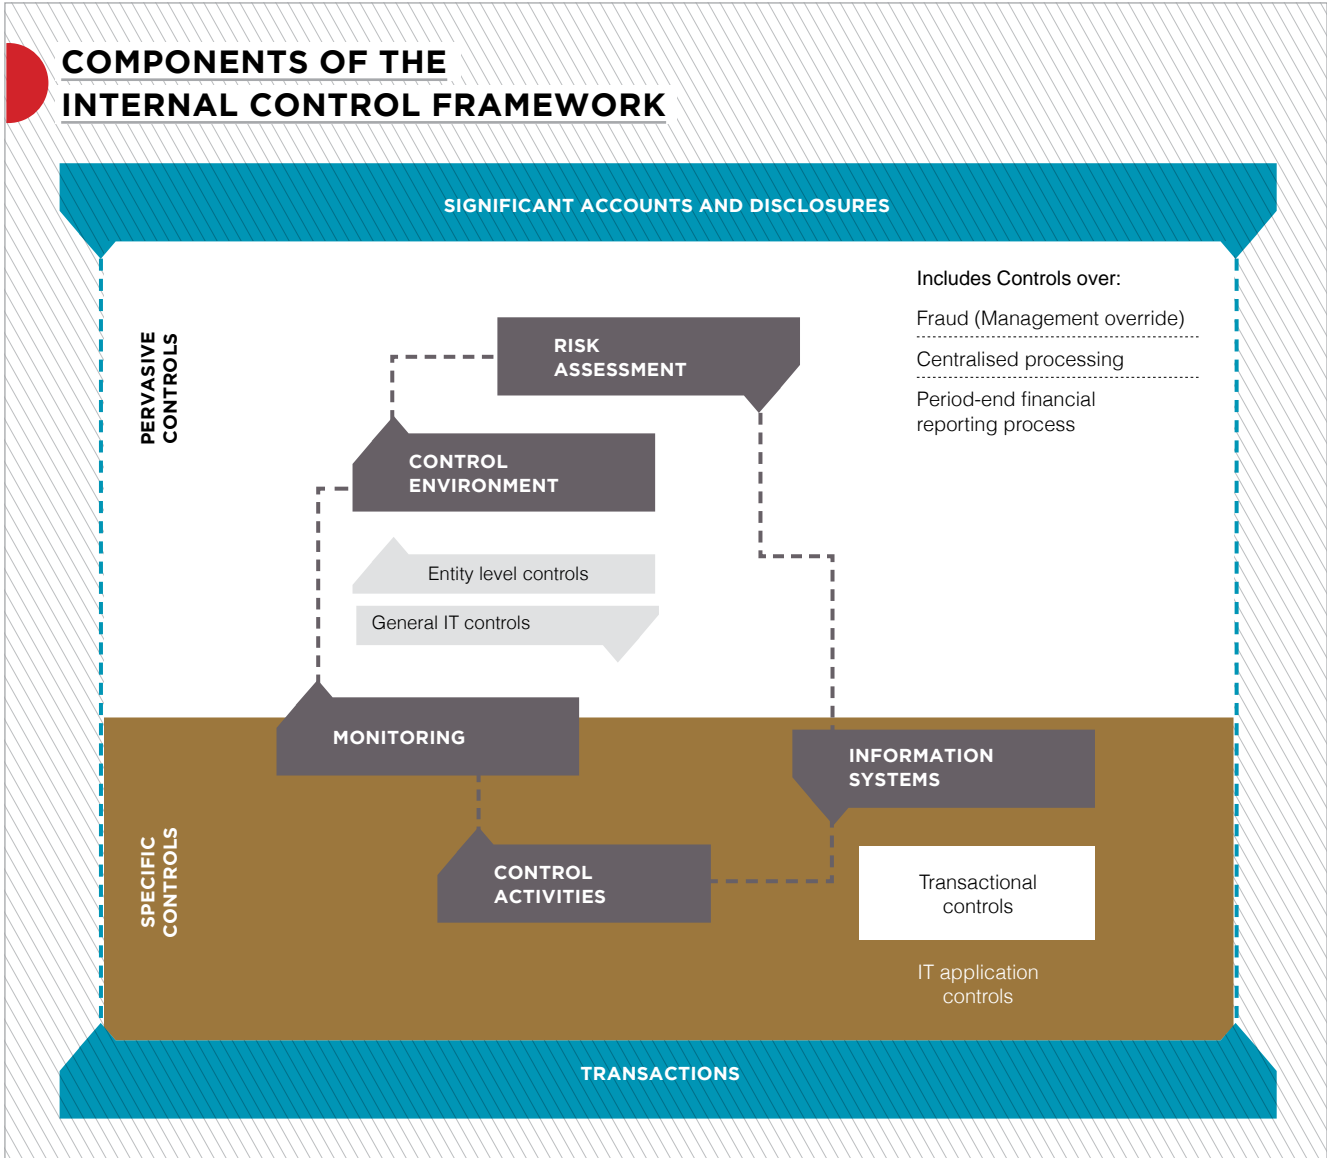 COMPONENTS OF THE
INTERNAL CONTROL FRAMEWORK
SIGNIFICANT ACCOUNTS AND DISCLOSURES
PERVASIVE
CONTROLS
Includes Controls over:
Fraud (Management override)
Centralised processing
Period-end financial
reporting process
RISK
ASSESSMENT
CONTROL
ENVIRONMENT
Entity level controls
General IT controls
MONITORING
INFORMATION
SYSTEMS
SPECIFIC
CONTROLS
CONTROL
ACTIVITIES
Transactional
controls
IT application
controls
TRANSACTIONS